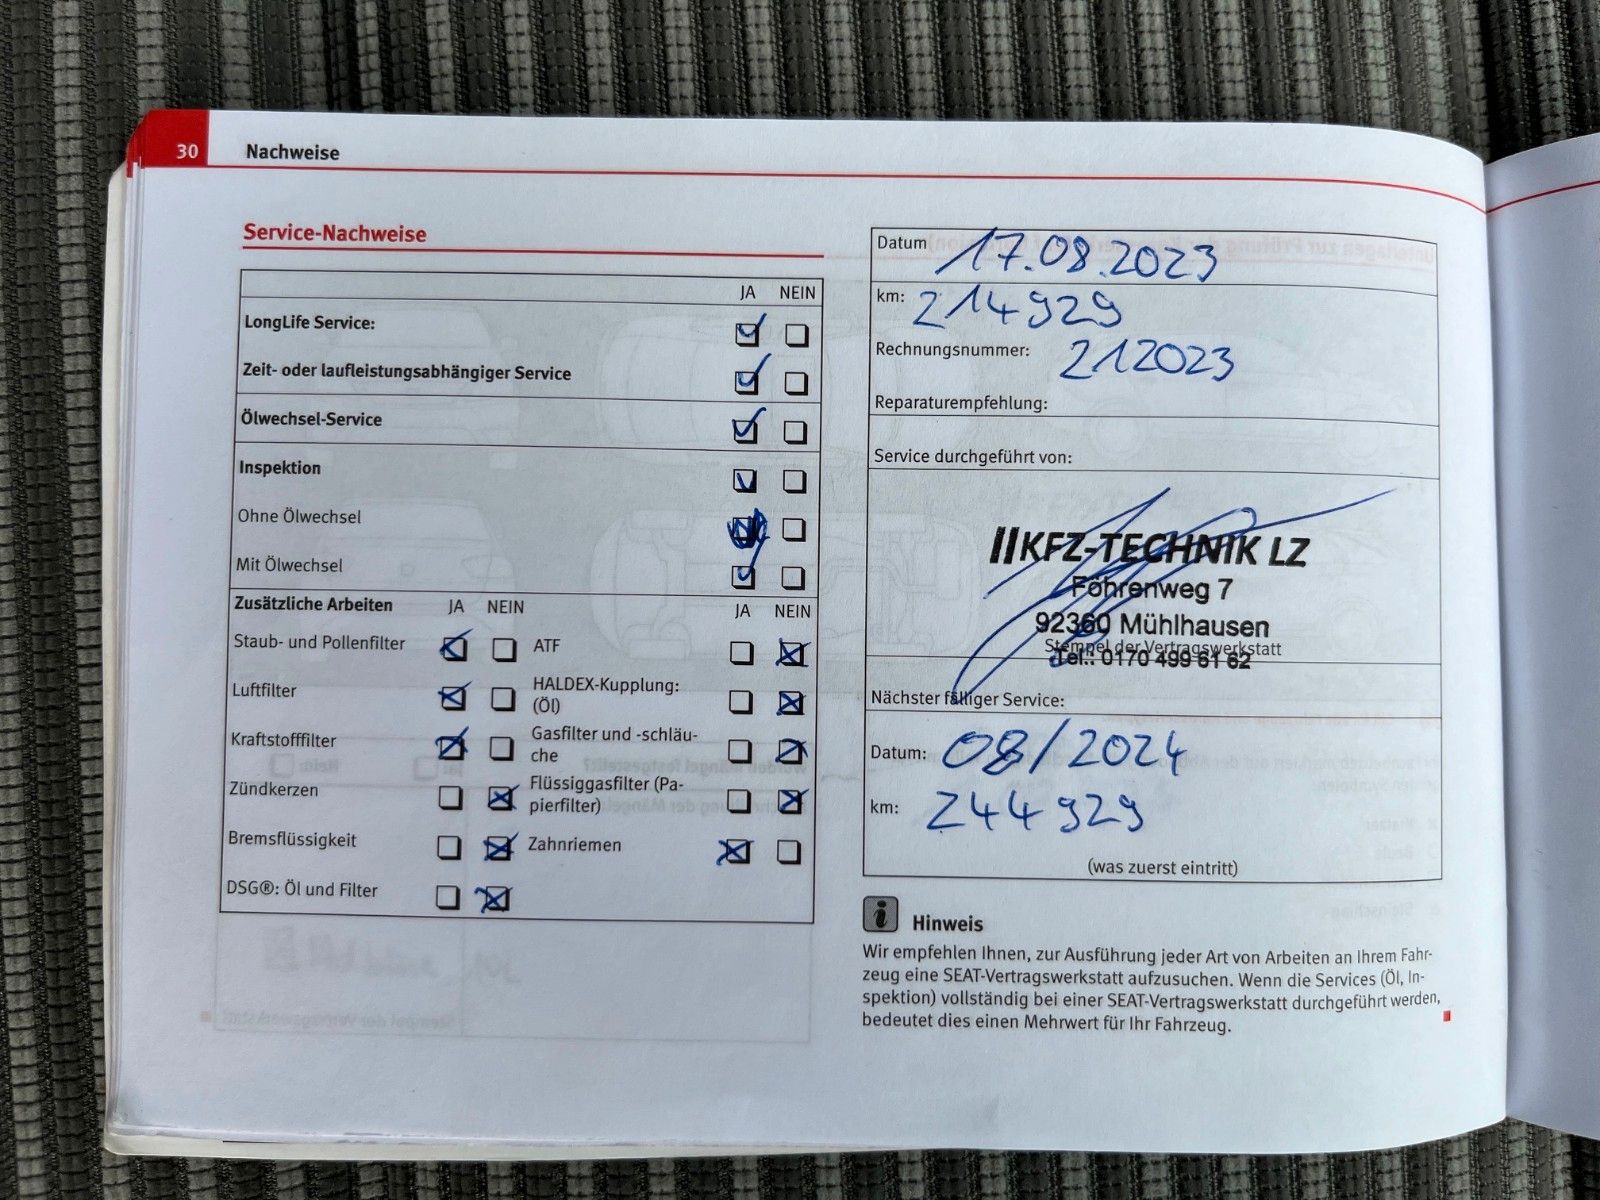 30 Nachweise
Service-Nachweise
JA NEIN
LongLife Service:
Zeit- oder laufleistungsabhängiger Service
Ölwechsel-Service
Inspektion
Ohne Ölwechsel
Mit Ölwechsel
Zusätzliche Arbeiten JA NEIN JA NEIN
Staub- und Pollenfilter ATF
Luftfilter HALDEX-Kupplung:
(Öl)
Kraftstofffilter Gasfilter und -schläu-
che
Zündkerzen Flüssiggasfilter (Pa-
pierfilter)
Bremsflüssigkeit Zahnriemen
DSG®: Öl und Filter
Datum 17.08.2023
km: 214929
Rechnungsnummer: 212023
Reparaturempfehlung:
Service durchgeführt von:
KFZ-TECHNIK LZ
Föhrenweg 7
92360 Mühlhausen
Stempel der Vertragswerkstatt
Tel.: 0170 499 61 62
Nächster fälliger Service:
Datum: 08/2024
km: 244929
(was zuerst eintritt)
i Hinweis
Wir empfehlen Ihnen, zur Ausführung jeder Art von Arbeiten an Ihrem Fahr-
zeug eine SEAT-Vertragswerkstatt aufzusuchen. Wenn die Services (Öl, In-
spektion) vollständig bei einer SEAT-Vertragswerkstatt durchgeführt werden,
bedeutet dies einen Mehrwert für Ihr Fahrzeug.